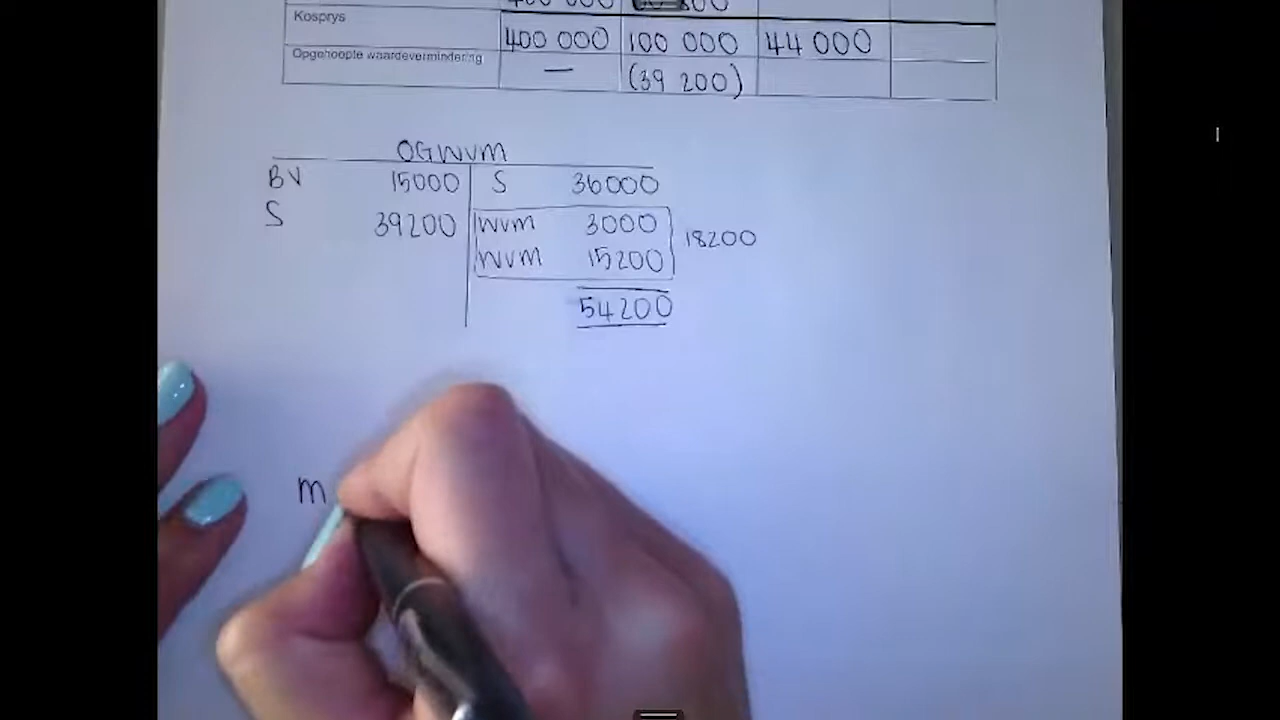 Kosprys 400 000 100 000 44 000
Opgehoopte waardevermindering — (39 200)
OGWVM
BV 15000 S 36000
S 39200 WVM 3000
18200
WVM 15200
54200
m